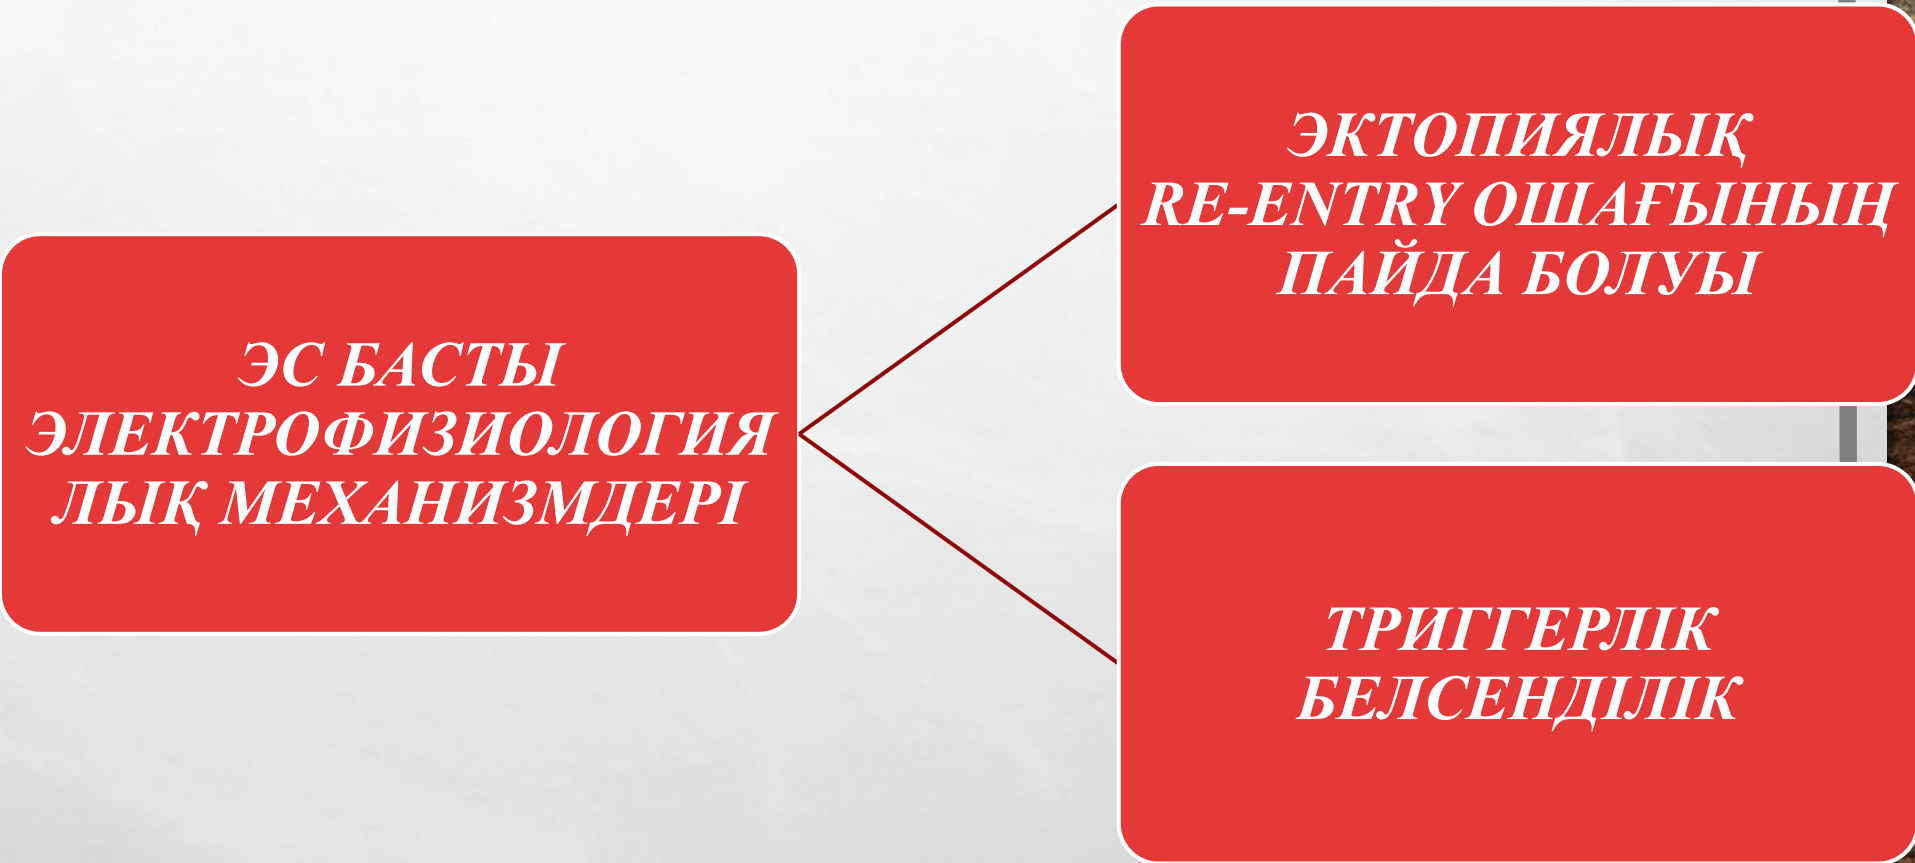 ЭС БАСТЫ
ЭЛЕКТРОФИЗИОЛОГИЯ
ЛЫҚ МЕХАНИЗМДЕРІ
ЭКТОПИЯЛЫҚ
RE-ENTRY ОШАҒЫНЫҢ
ПАЙДА БОЛУЫ
ТРИГГЕРЛІК
БЕЛСЕНДІЛІК